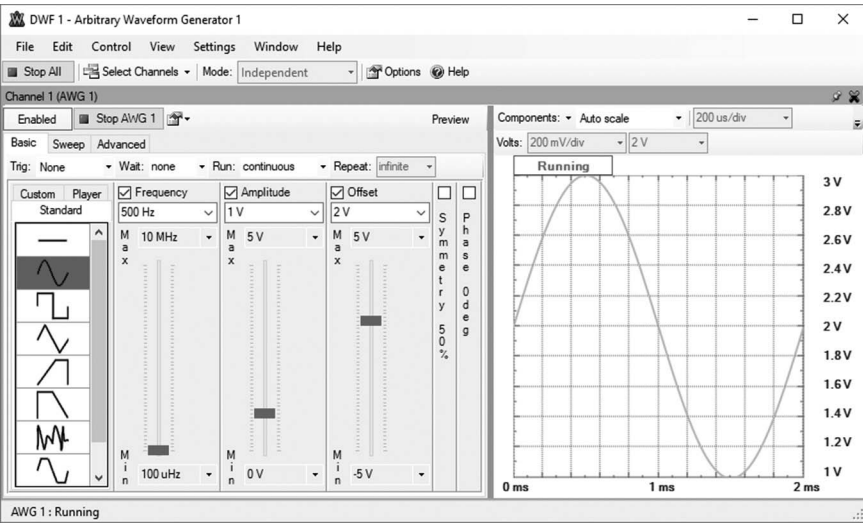 DWF 1 - Arbitrary Waveform Generator 1
File Edit Control View Settings Window Help
Stop All Select Channels Mode: Independent Options Help
Channel 1 (AWG 1)
Enabled Stop AWG 1 Preview
Basic Sweep Advanced
Trig: None Wait: none Run: continuous Repeat: infinite
Custom Player
Standard
Frequency
500 Hz
Max 10 MHz
Min 100 uHz
Amplitude
1 V
Max 5 V
Min 0 V
Offset
2 V
Max 5 V
Min -5 V
Symmetry 50%
Phase 0 deg
Components: Auto scale 200 us/div
Volts: 200 mV/div 2 V
Running
3 V
2.8 V
2.6 V
2.4 V
2.2 V
2 V
1.8 V
1.6 V
1.4 V
1.2 V
1 V
0 ms 1 ms 2 ms
AWG 1 : Running